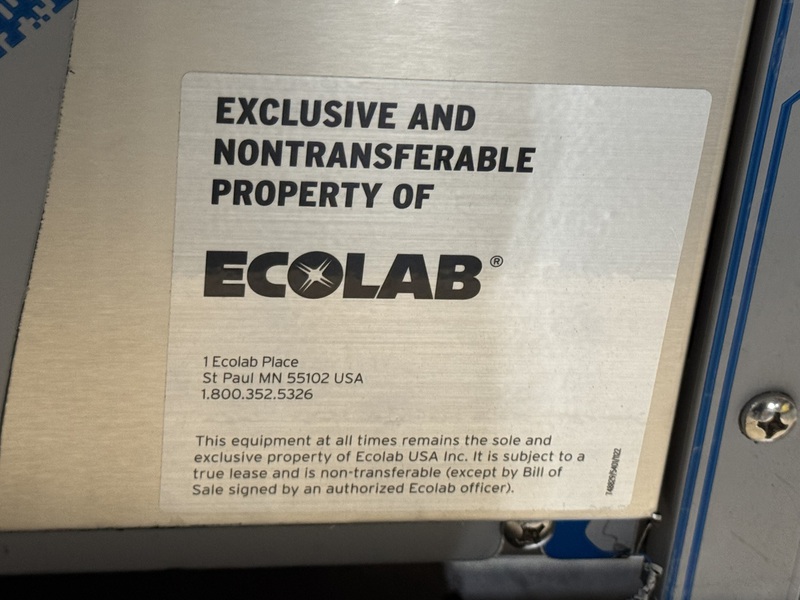 EXCLUSIVE AND
NONTRANSFERABLE
PROPERTY OF
ECOLAB®
1 Ecolab Place
St Paul MN 55102 USA
1.800.352.5326
This equipment at all times remains the sole and
exclusive property of Ecolab USA Inc. It is subject to a
true lease and is non-transferable (except by Bill of
Sale signed by an authorized Ecolab officer).